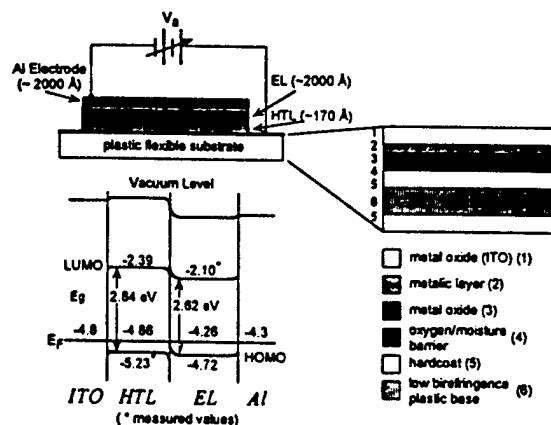 Va
Al Electrode
(~ 2000 Å)
EL (~2000 Å)
HTL (~170 Å)
plastic flexible substrate
1
2
3
4
5
6
5
Vacuum Level
LUMO
-2.39
-2.10*
Eg
2.84 eV
2.62 eV
EF
-4.8
-4.86
-4.26
-4.3
-5.23*
-4.72
HOMO
ITO
HTL
EL
Al
(* measured values)
metal oxide (ITO) (1)
metalic layer (2)
metal oxide (3)
oxygen/moisture
barrier (4)
hardcoat (5)
low birefringence
plastic base (6)